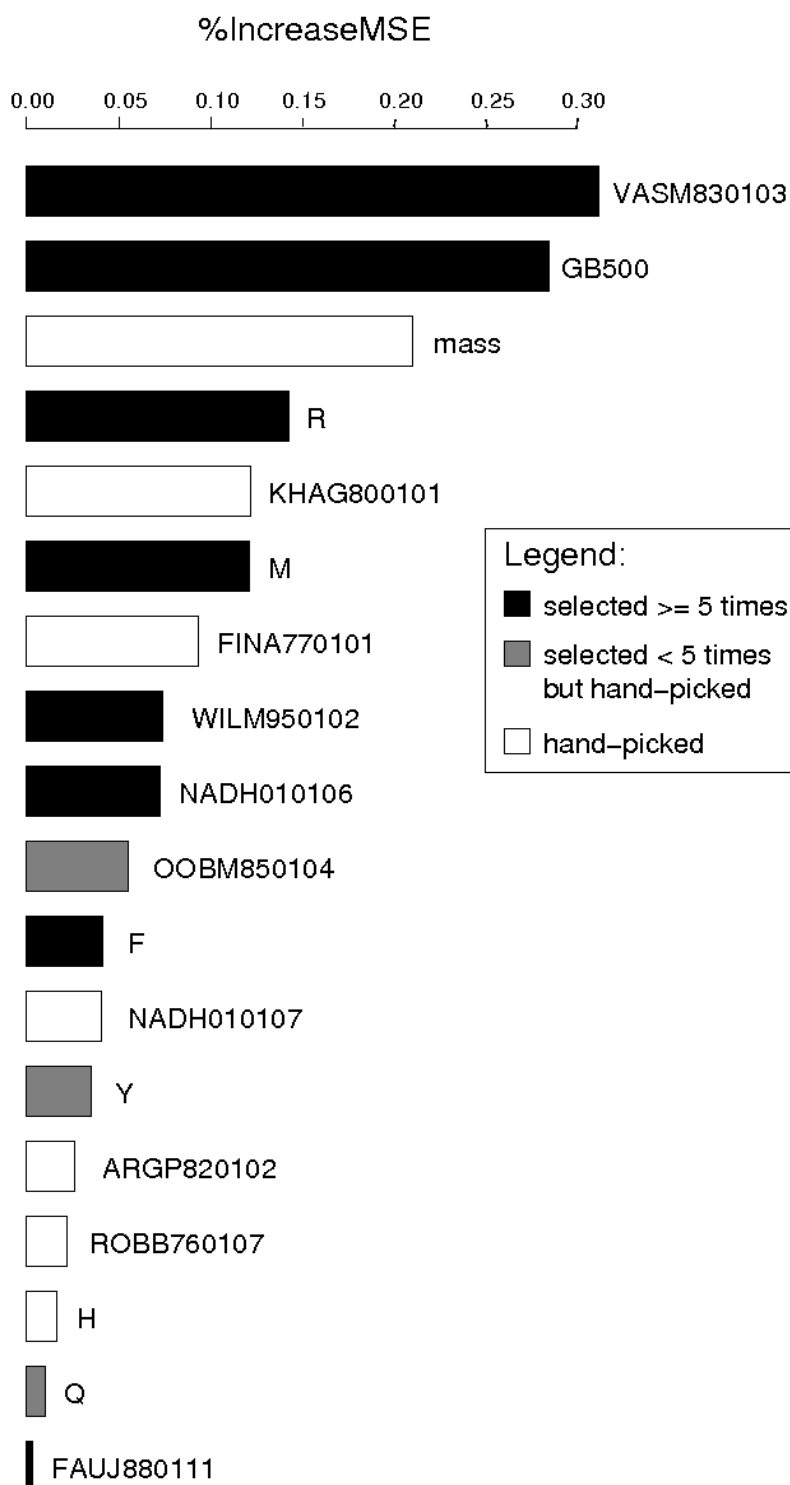 %IncreaseMSE
0.00 0.05 0.10 0.15 0.20 0.25 0.30
VASM830103
GB500
mass
R
KHAG800101
M
FINA770101
WILM950102
NADH010106
OOBM850104
F
NADH010107
Y
ARGP820102
ROBB760107
H
Q
FAUJ880111
Legend:
selected >= 5 times
selected < 5 times
but hand-picked
hand-picked